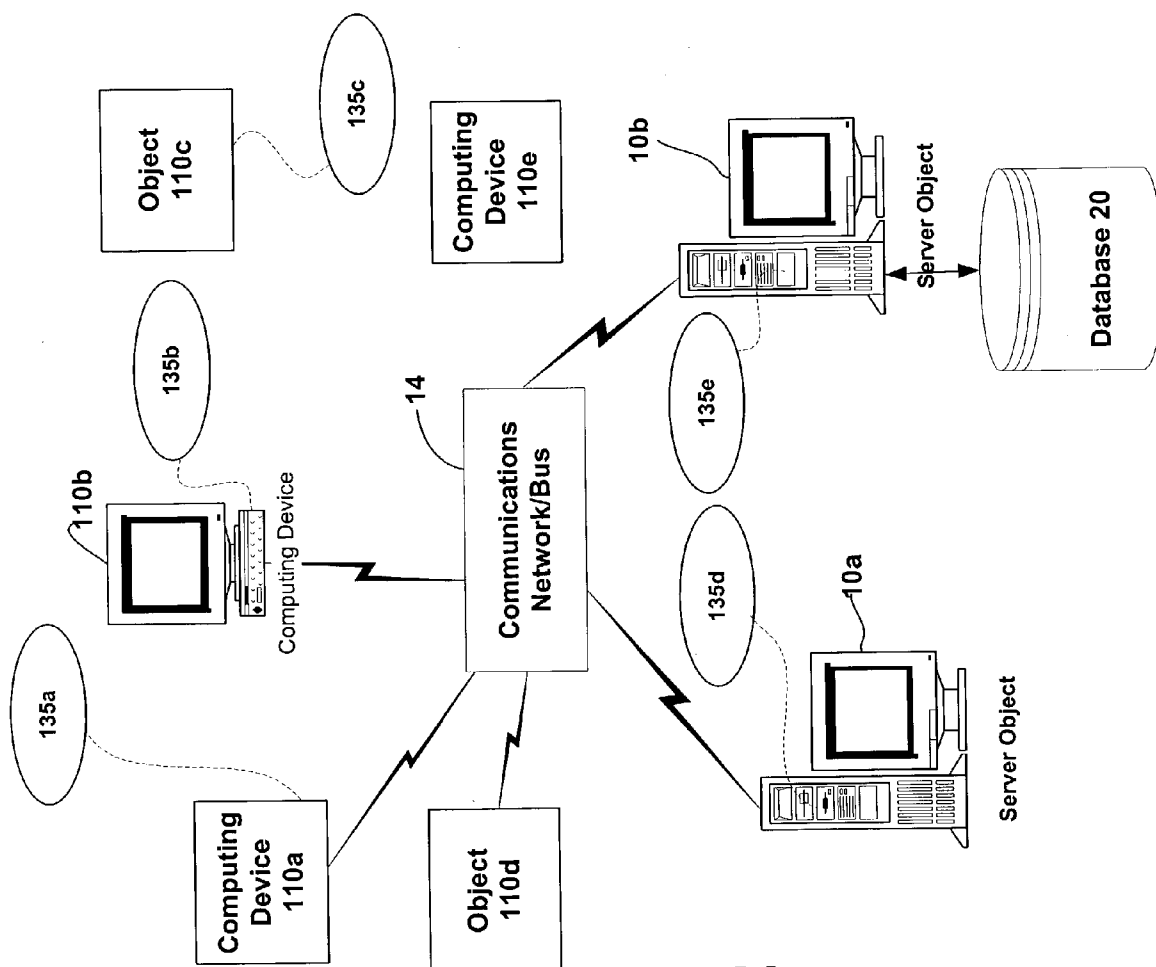 135a
Computing
Device
110a
Object
110d
110b
Computing Device
135b
Object
110c
135c
Computing
Device
110e
14
Communications
Network/Bus
135d
10a
Server Object
135e
10b
Server Object
Database 20